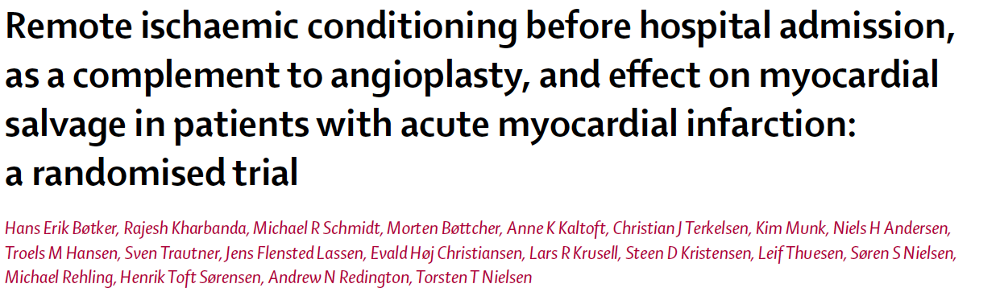 Remote ischaemic conditioning before hospital admission,
as a complement to angioplasty, and effect on myocardial
salvage in patients with acute myocardial infarction:
a randomised trial
Hans Erik Bøtker, Rajesh Kharbanda, Michael R Schmidt, Morten Bøttcher, Anne K Kaltoft, Christian J Terkelsen, Kim Munk, Niels H Andersen,
Troels M Hansen, Sven Trautner, Jens Flensted Lassen, Evald Høj Christiansen, Lars R Krusell, Steen D Kristensen, Leif Thuesen, Søren S Nielsen,
Michael Rehling, Henrik Toft Sørensen, Andrew N Redington, Torsten T Nielsen